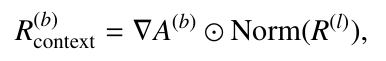 $R^{(b)}_{\text{context}} = \nabla A^{(b)} \odot \text{Norm}(R^{(l)}),$